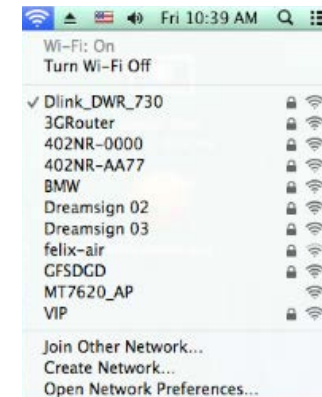 Fri 10:39 AM
Wi-Fi: On
Turn Wi-Fi Off
✓ Dlink_DWR_730
3GRouter
402NR-0000
402NR-AA77
BMW
Dreamsign 02
Dreamsign 03
felix-air
GFSDGD
MT7620_AP
VIP
Join Other Network...
Create Network...
Open Network Preferences...